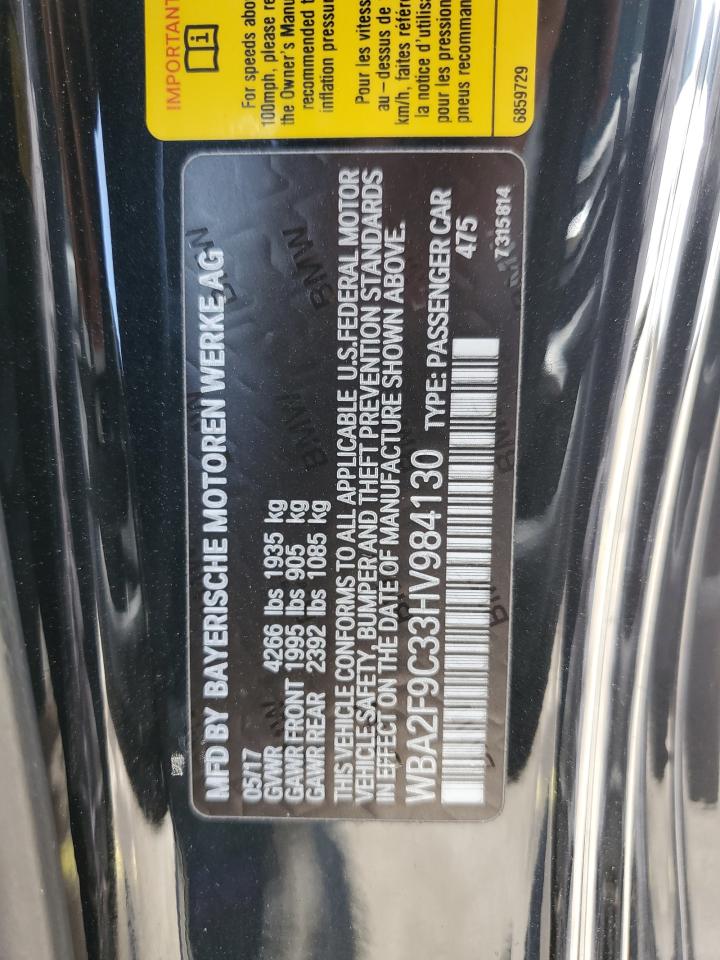 IMPORTANT
For speeds abo
100mph, please re
the Owner's Manu
recommended t
inflation pressur
Pour les vitess
au-dessus de
km/h, faites référ
la notice d'utilisa
pour les pression
pneus recomman
6859729
MFD BY BAYERISCHE MOTOREN WERKE AG
05/17
GVWR 4266 lbs 1935 kg
GAWR FRONT 1995 lbs 905 kg
GAWR REAR 2392 lbs 1085 kg
THIS VEHICLE CONFORMS TO ALL APPLICABLE U.S.FEDERAL MOTOR
VEHICLE SAFETY, BUMPER AND THEFT PREVENTION STANDARDS
IN EFFECT ON THE DATE OF MANUFACTURE SHOWN ABOVE.
WBA2F9C33HV984130 TYPE: PASSENGER CAR
475
7315814